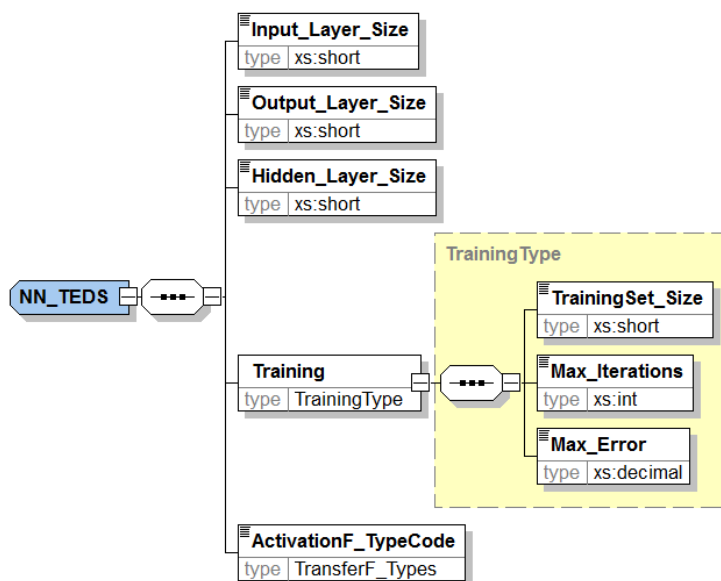 Input_Layer_Size
type xs:short
Output_Layer_Size
type xs:short
Hidden_Layer_Size
type xs:short
NN_TEDS
Training
type TrainingType
TrainingType
TrainingSet_Size
type xs:short
Max_Iterations
type xs:int
Max_Error
type xs:decimal
ActivationF_TypeCode
type TransferF_Types